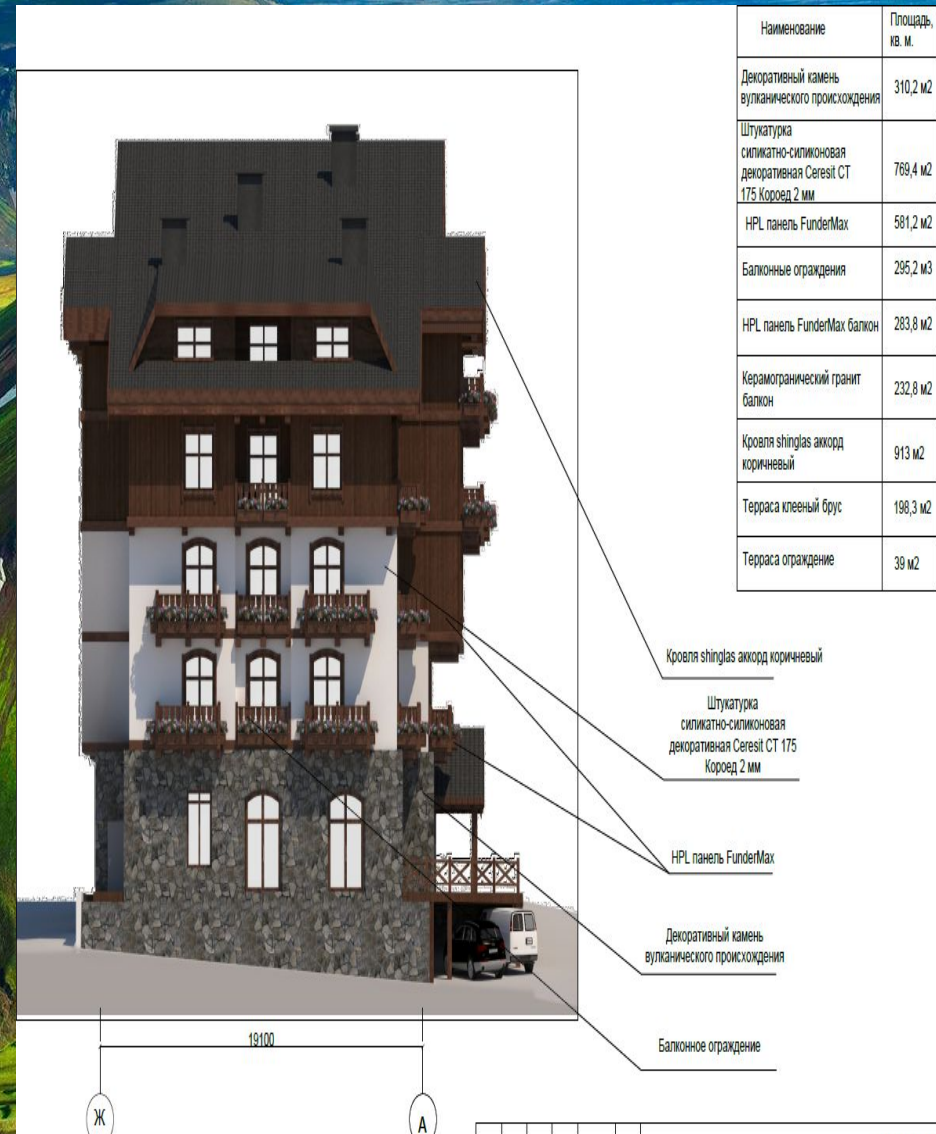 Наименование
Площадь,
кв. м.
Декоративный камень
вулканического происхождения
310,2 м2
Штукатурка
силикатно-силиконовая
декоративная Ceresit CT
175 Короед 2 мм
769,4 м2
HPL панель FunderMax
581,2 м2
Балконные ограждения
295,2 м3
HPL панель FunderMax балкон
283,8 м2
Керамогранический гранит
балкон
232,8 м2
Кровля shinglas аккорд
коричневый
913 м2
Терраса клееный брус
198,3 м2
Терраса ограждение
39 м2
Кровля shinglas аккорд коричневый
Штукатурка
силикатно-силиконовая
декоративная Ceresit CT 175
Короед 2 мм
HPL панель FunderMax
Декоративный камень
вулканического происхождения
Балконное ограждение
19100
Ж
А